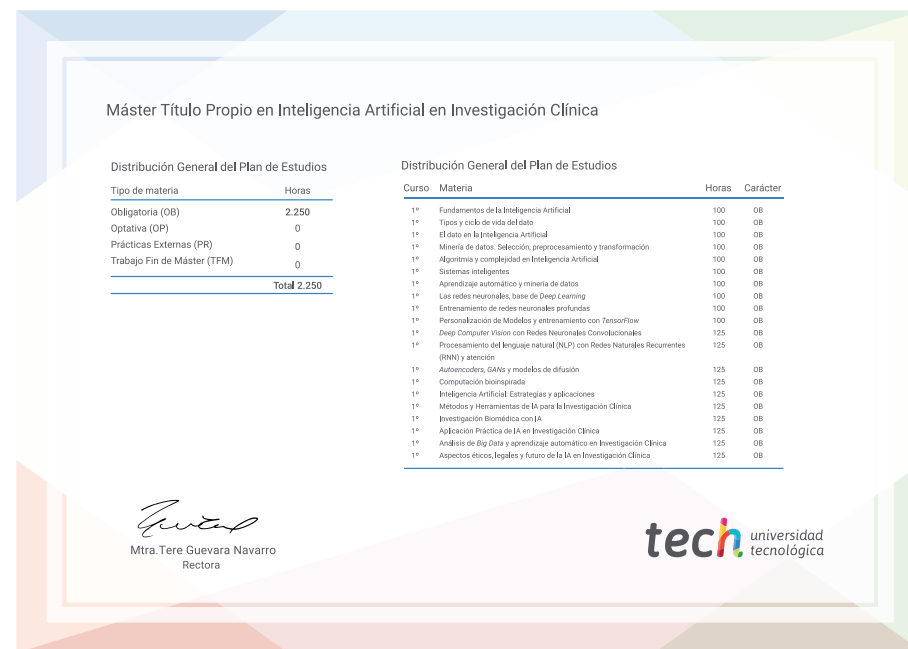 Máster Título Propio en Inteligencia Artificial en Investigación Clínica
Distribución General del Plan de Estudios
Tipo de materia Horas
Obligatoria (OB) 2.250
Optativa (OP) 0
Prácticas Externas (PR) 0
Trabajo Fin de Máster (TFM) 0
Total 2.250
Distribución General del Plan de Estudios
Curso Materia Horas Carácter
1º Fundamentos de la Inteligencia Artificial 100 OB
1º Tipos y ciclo de vida del dato 100 OB
1º El dato en la Inteligencia Artificial 100 OB
1º Minería de datos. Selección, preprocesamiento y transformación 100 OB
1º Algoritmia y complejidad en Inteligencia Artificial 100 OB
1º Sistemas inteligentes 100 OB
1º Aprendizaje automático y minería de datos 100 OB
1º Las redes neuronales, base de Deep Learning 100 OB
1º Entrenamiento de redes neuronales profundas 100 OB
1º Personalización de Modelos y entrenamiento con TensorFlow 100 OB
1º Deep Computer Vision con Redes Neuronales Convolucionales 125 OB
1º Procesamiento del lenguaje natural (NLP) con Redes Naturales Recurrentes 125 OB
(RNN) y atención
1º Autoencoders, GANs y modelos de difusión 125 OB
1º Computación bioinspirada 125 OB
1º Inteligencia Artificial: Estrategias y aplicaciones 125 OB
1º Métodos y Herramientas de IA para la Investigación Clínica 125 OB
1º Investigación Biomédica con IA 125 OB
1º Aplicación Práctica de IA en Investigación Clínica 125 OB
1º Análisis de Big Data y aprendizaje automático en Investigación Clínica 125 OB
1º Aspectos éticos, legales y futuro de la IA en Investigación Clínica 125 OB
Mtra.Tere Guevara Navarro
Rectora
tech universidad
tecnológica